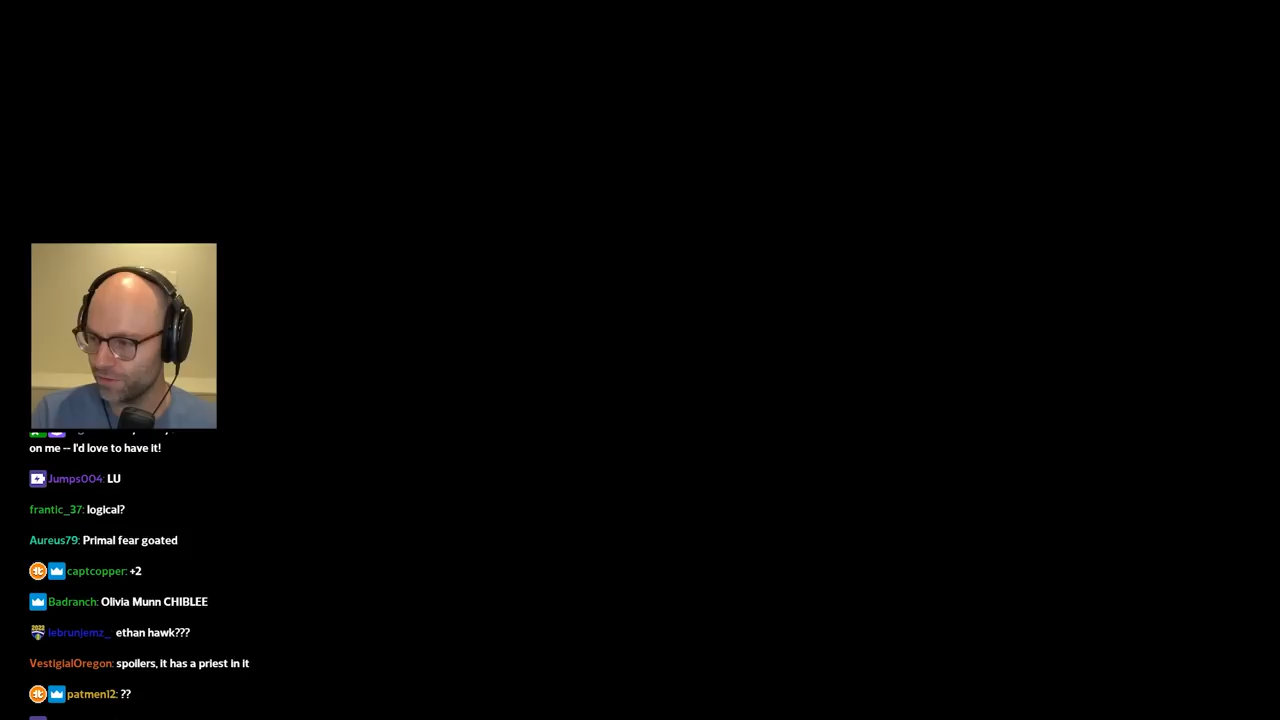 on me -- I'd love to have it!
Jumps004: LU
frantic_37: logical?
Aureus79: Primal fear goated
captcopper: +2
Badranch: Olivia Munn CHIBLEE
lebrunjemz_ ethan hawk???
VestigialOregon: spoilers, it has a priest in it
patmen12: ??